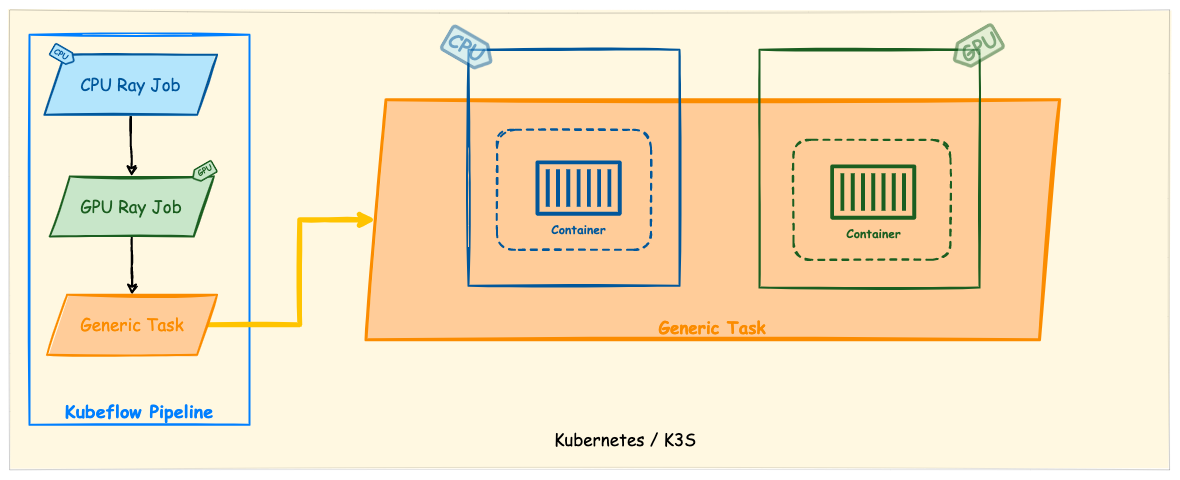 CPU
CPU Ray Job
GPU
GPU Ray Job
Generic Task
Kubeflow Pipeline
CPU
Container
GPU
Container
Generic Task
Kubernetes / K3S